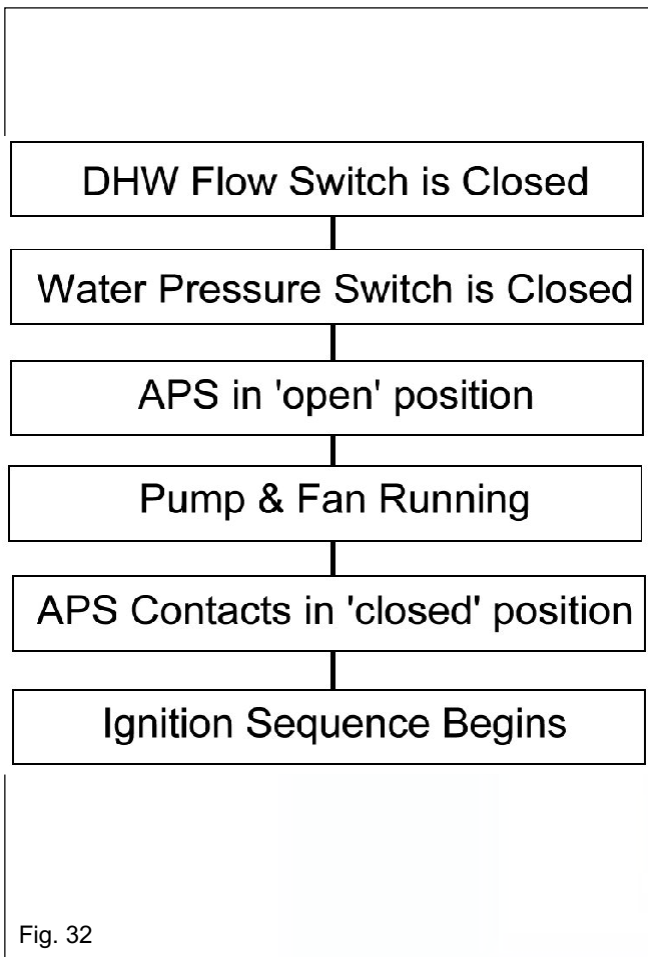 DHW Flow Switch is Closed
Water Pressure Switch is Closed
APS in 'open' position
Pump & Fan Running
APS Contacts in 'closed' position
Ignition Sequence Begins
Fig. 32